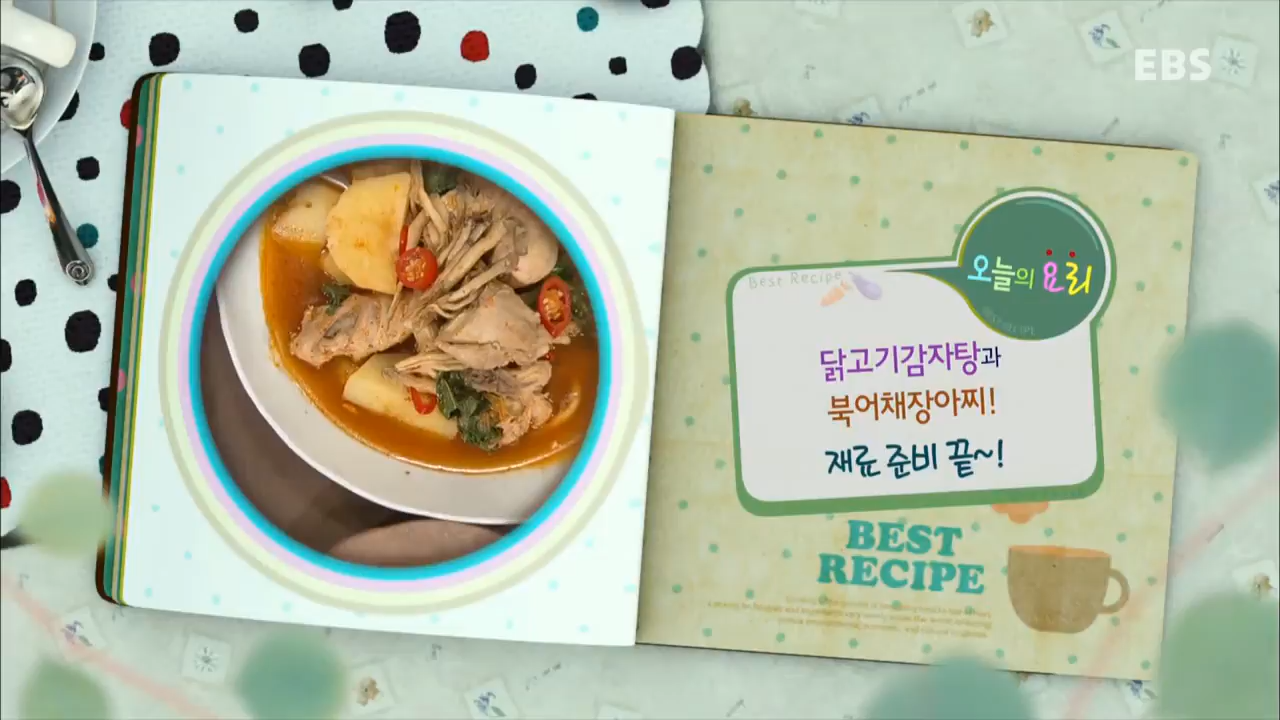 EBS
Best Recipe
오늘의 요리
닭고기감자탕과
북어채장아찌!
재료 준비 끝~!
BEST
RECIPE